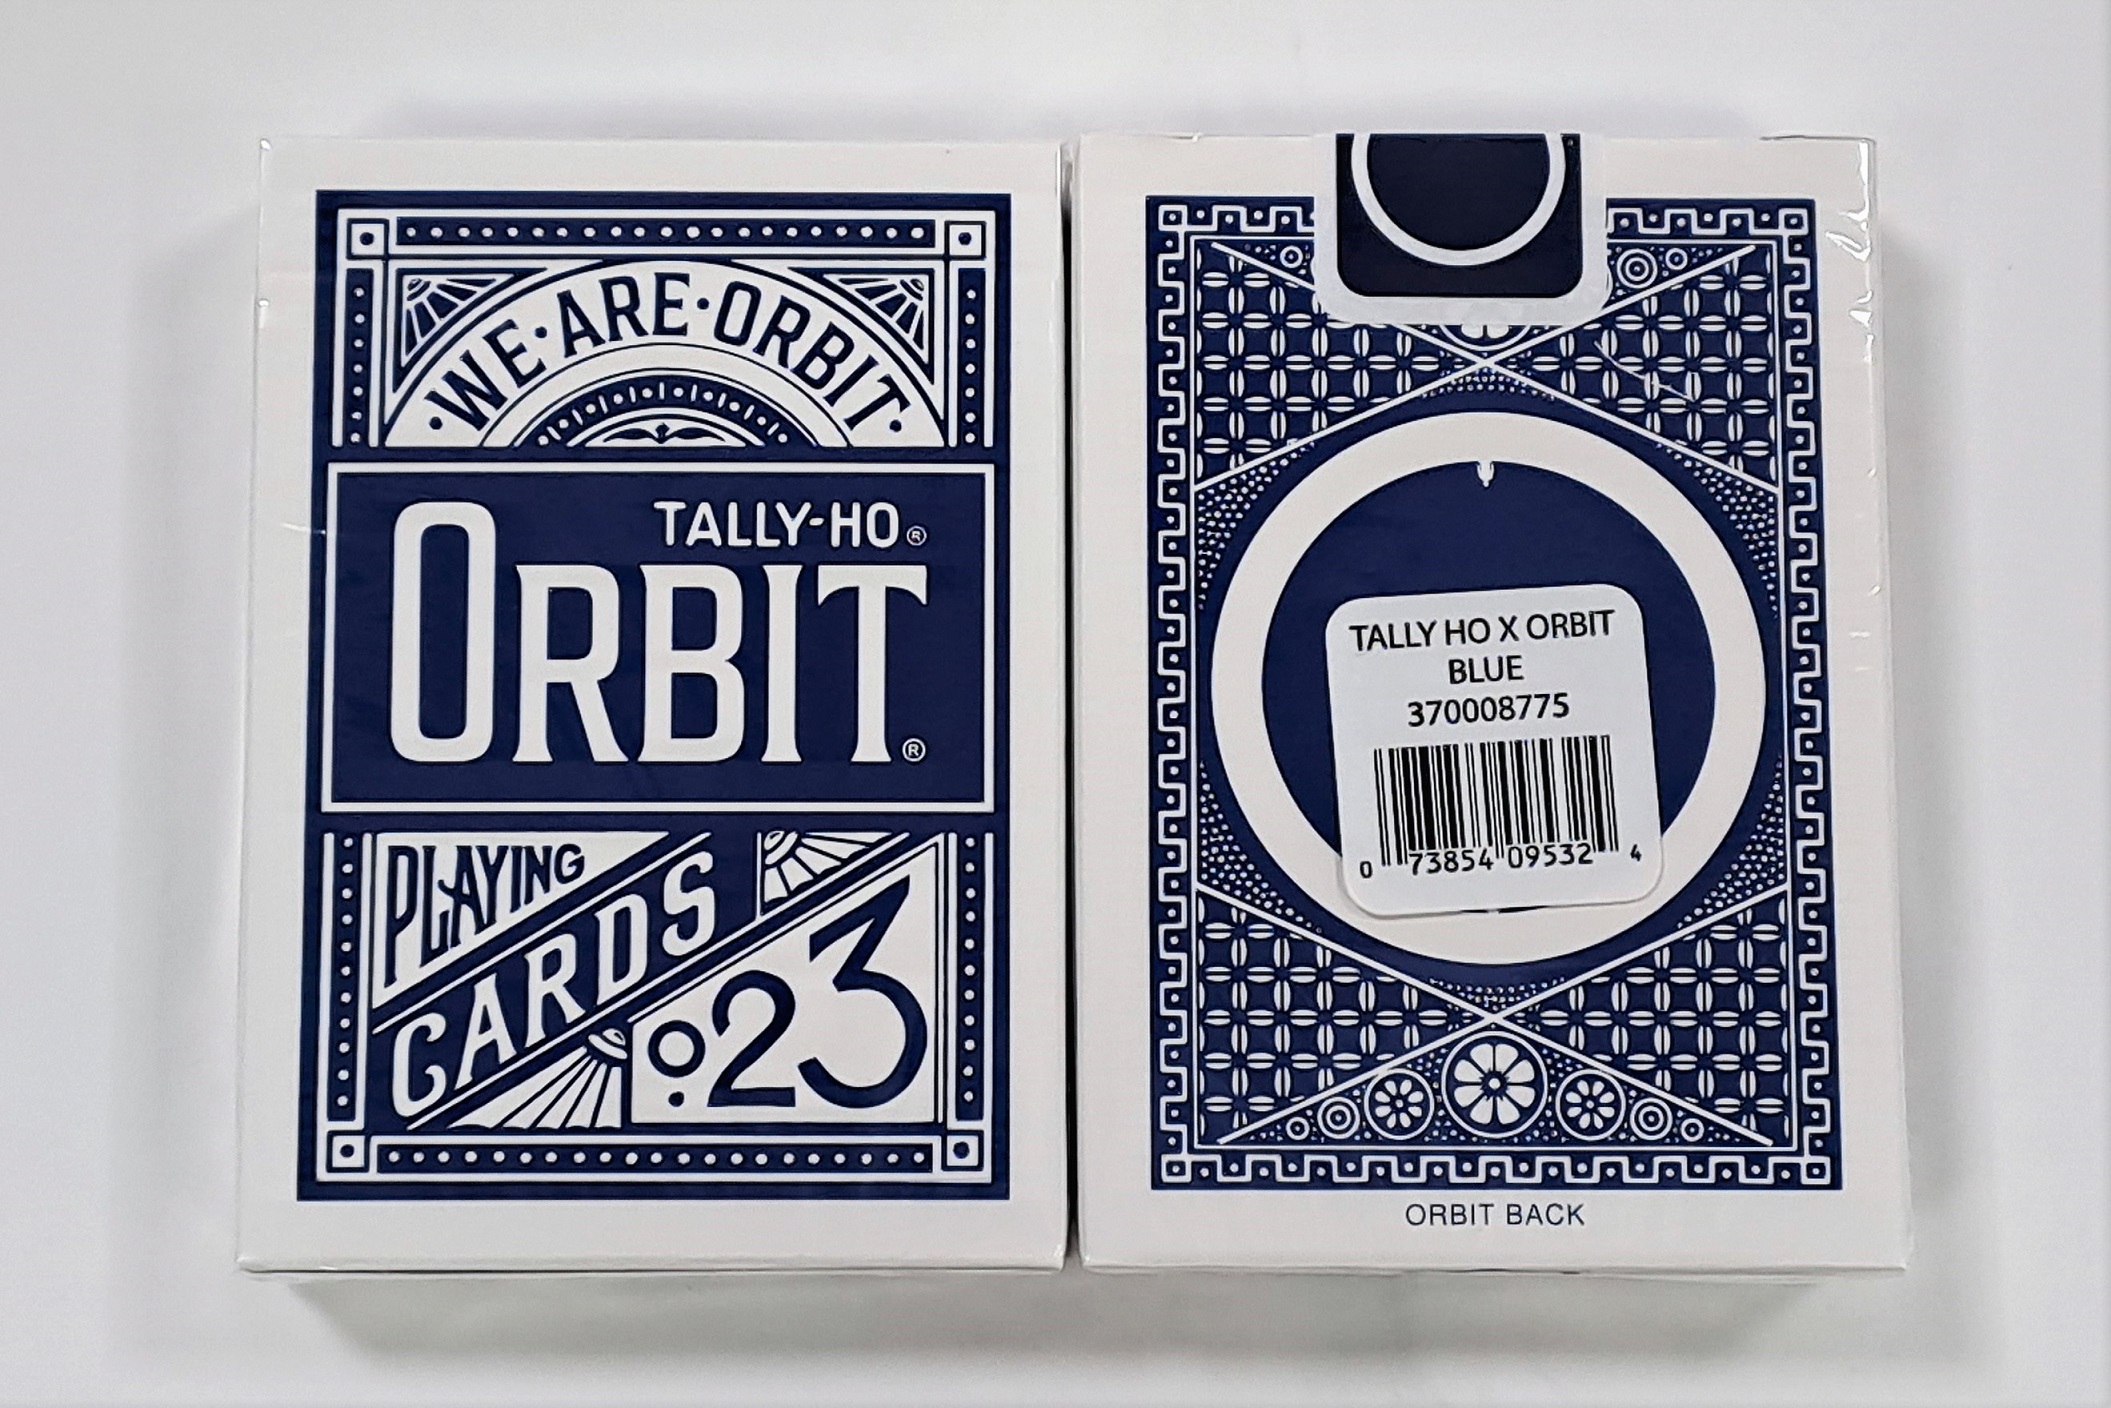 ·WE·ARE·ORBIT·
TALLY-HO®
ORBIT®
PLAYING
CARDS
º.23
TALLY HO X ORBIT
BLUE
370008775
0 73854 09532 4
ORBIT BACK